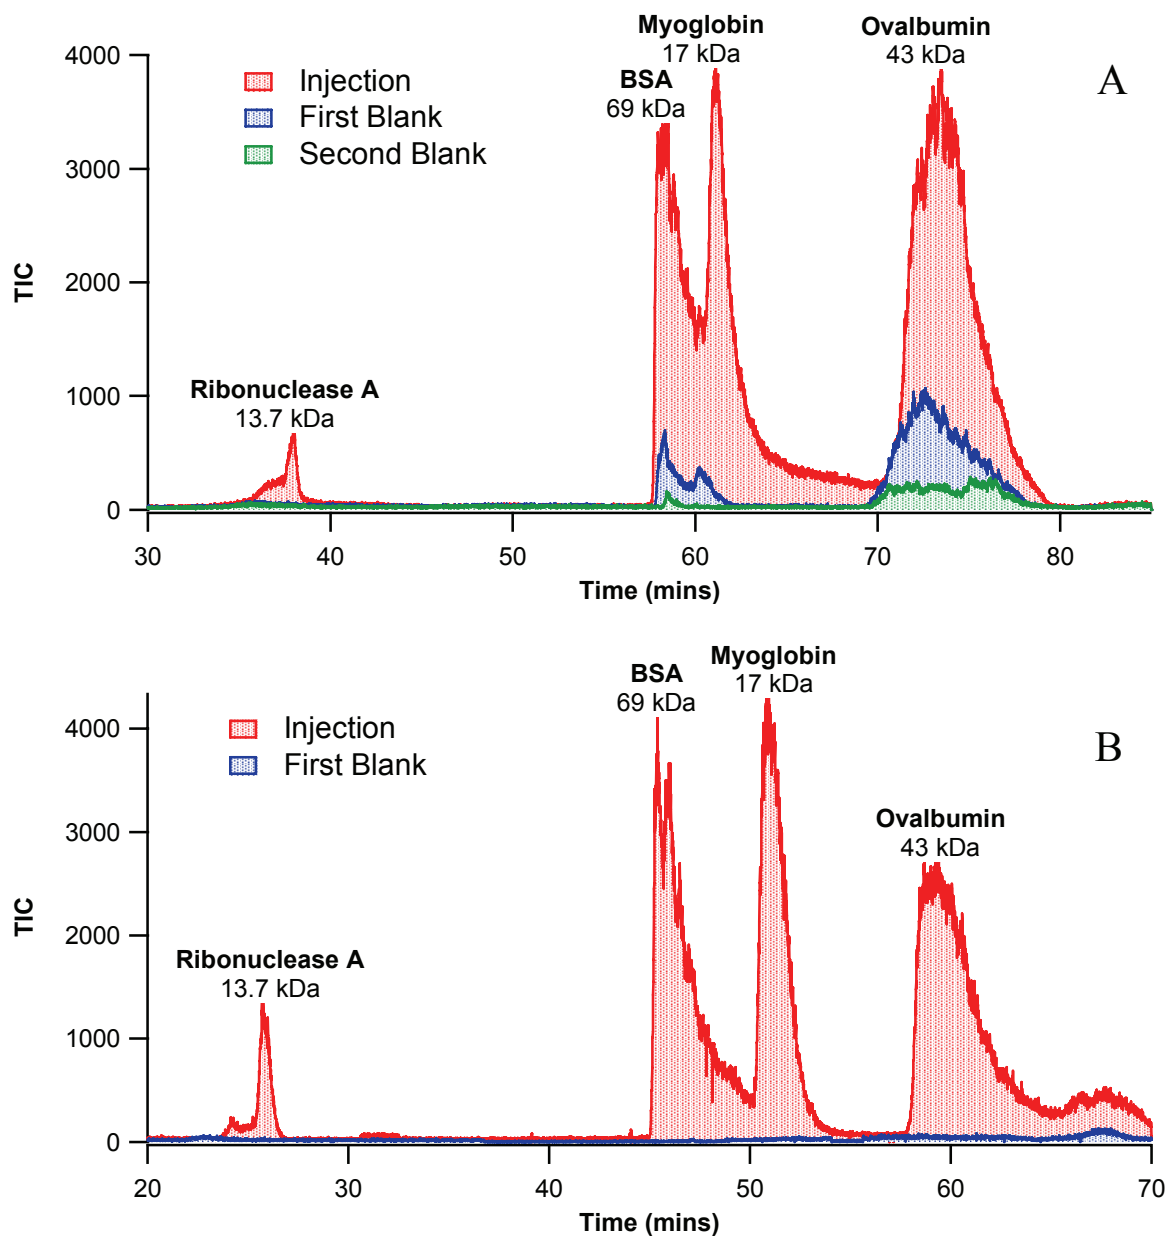 Myoglobin
17 kDa
Ovalbumin
43 kDa
A
BSA
69 kDa
Injection
First Blank
Second Blank
Ribonuclease A
13.7 kDa
TIC
4000
3000
2000
1000
0
30 40 50 60 70 80
Time (mins)
Myoglobin
17 kDa
BSA
69 kDa
B
Injection
First Blank
Ovalbumin
43 kDa
Ribonuclease A
13.7 kDa
TIC
4000
3000
2000
1000
0
20 30 40 50 60 70
Time (mins)